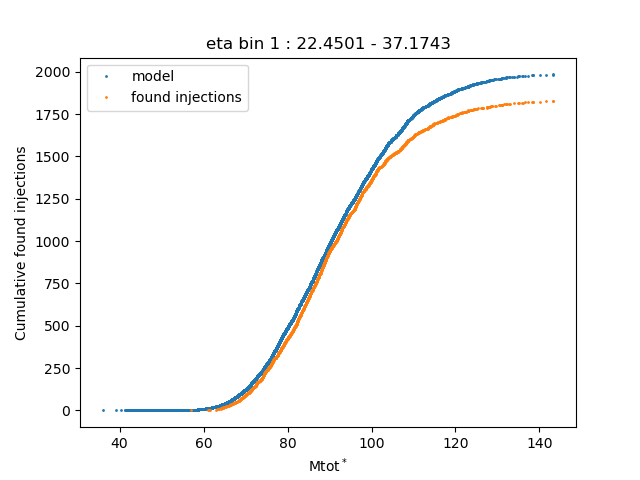 eta bin 1 : 22.4501 - 37.1743
model
found injections
Cumulative found injections
2000
1750
1500
1250
1000
750
500
250
0
40 60 80 100 120 140
Mtot*